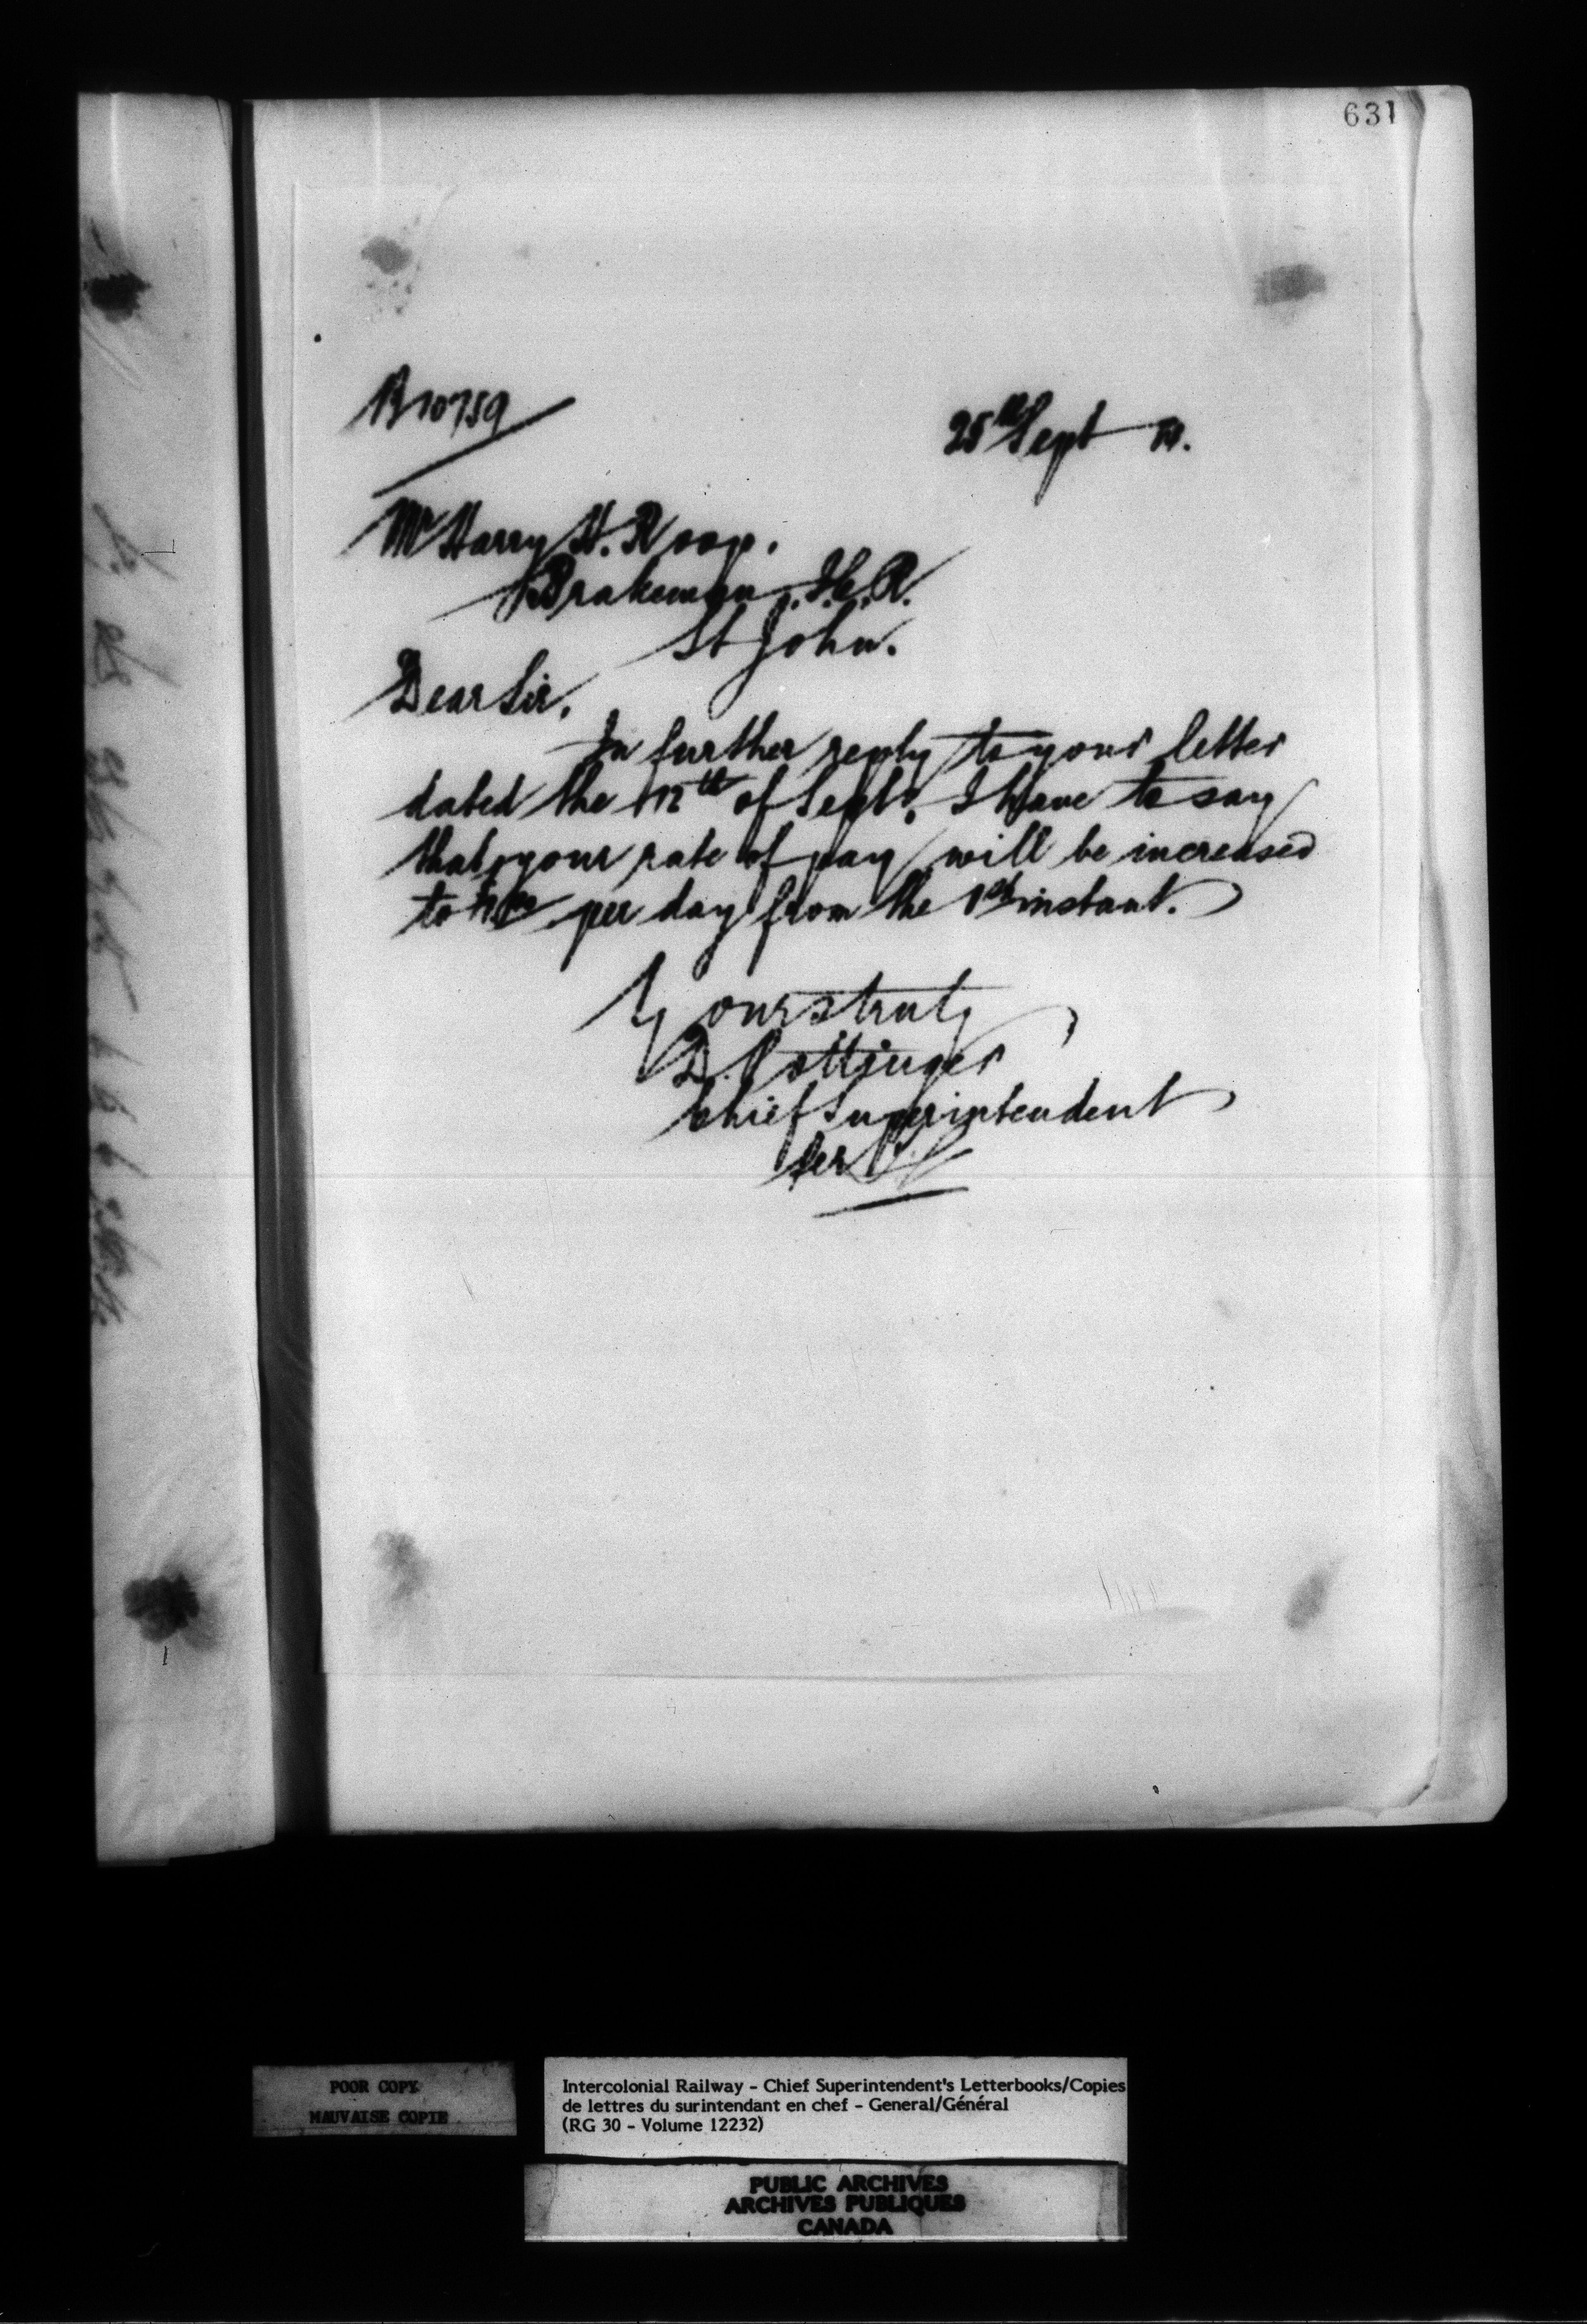 631
B10759
25th Sept
Mr Harry H. Roop.
Brakeman, I.C.R.
St John.
Dear Sir,
In further reply to your letter
dated the 12th of Sept. I have to say
that your rate of pay will be increased
to per day from the 1st instant.
Yours truly
D. Pottinger
Chief Superintendent
Per
POOR COPY
MAUVAISE COPIE
Intercolonial Railway - Chief Superintendent's Letterbooks/Copies
de lettres du surintendant en chef - General/Général
(RG 30 - Volume 12232)
PUBLIC ARCHIVES
ARCHIVES PUBLIQUES
CANADA